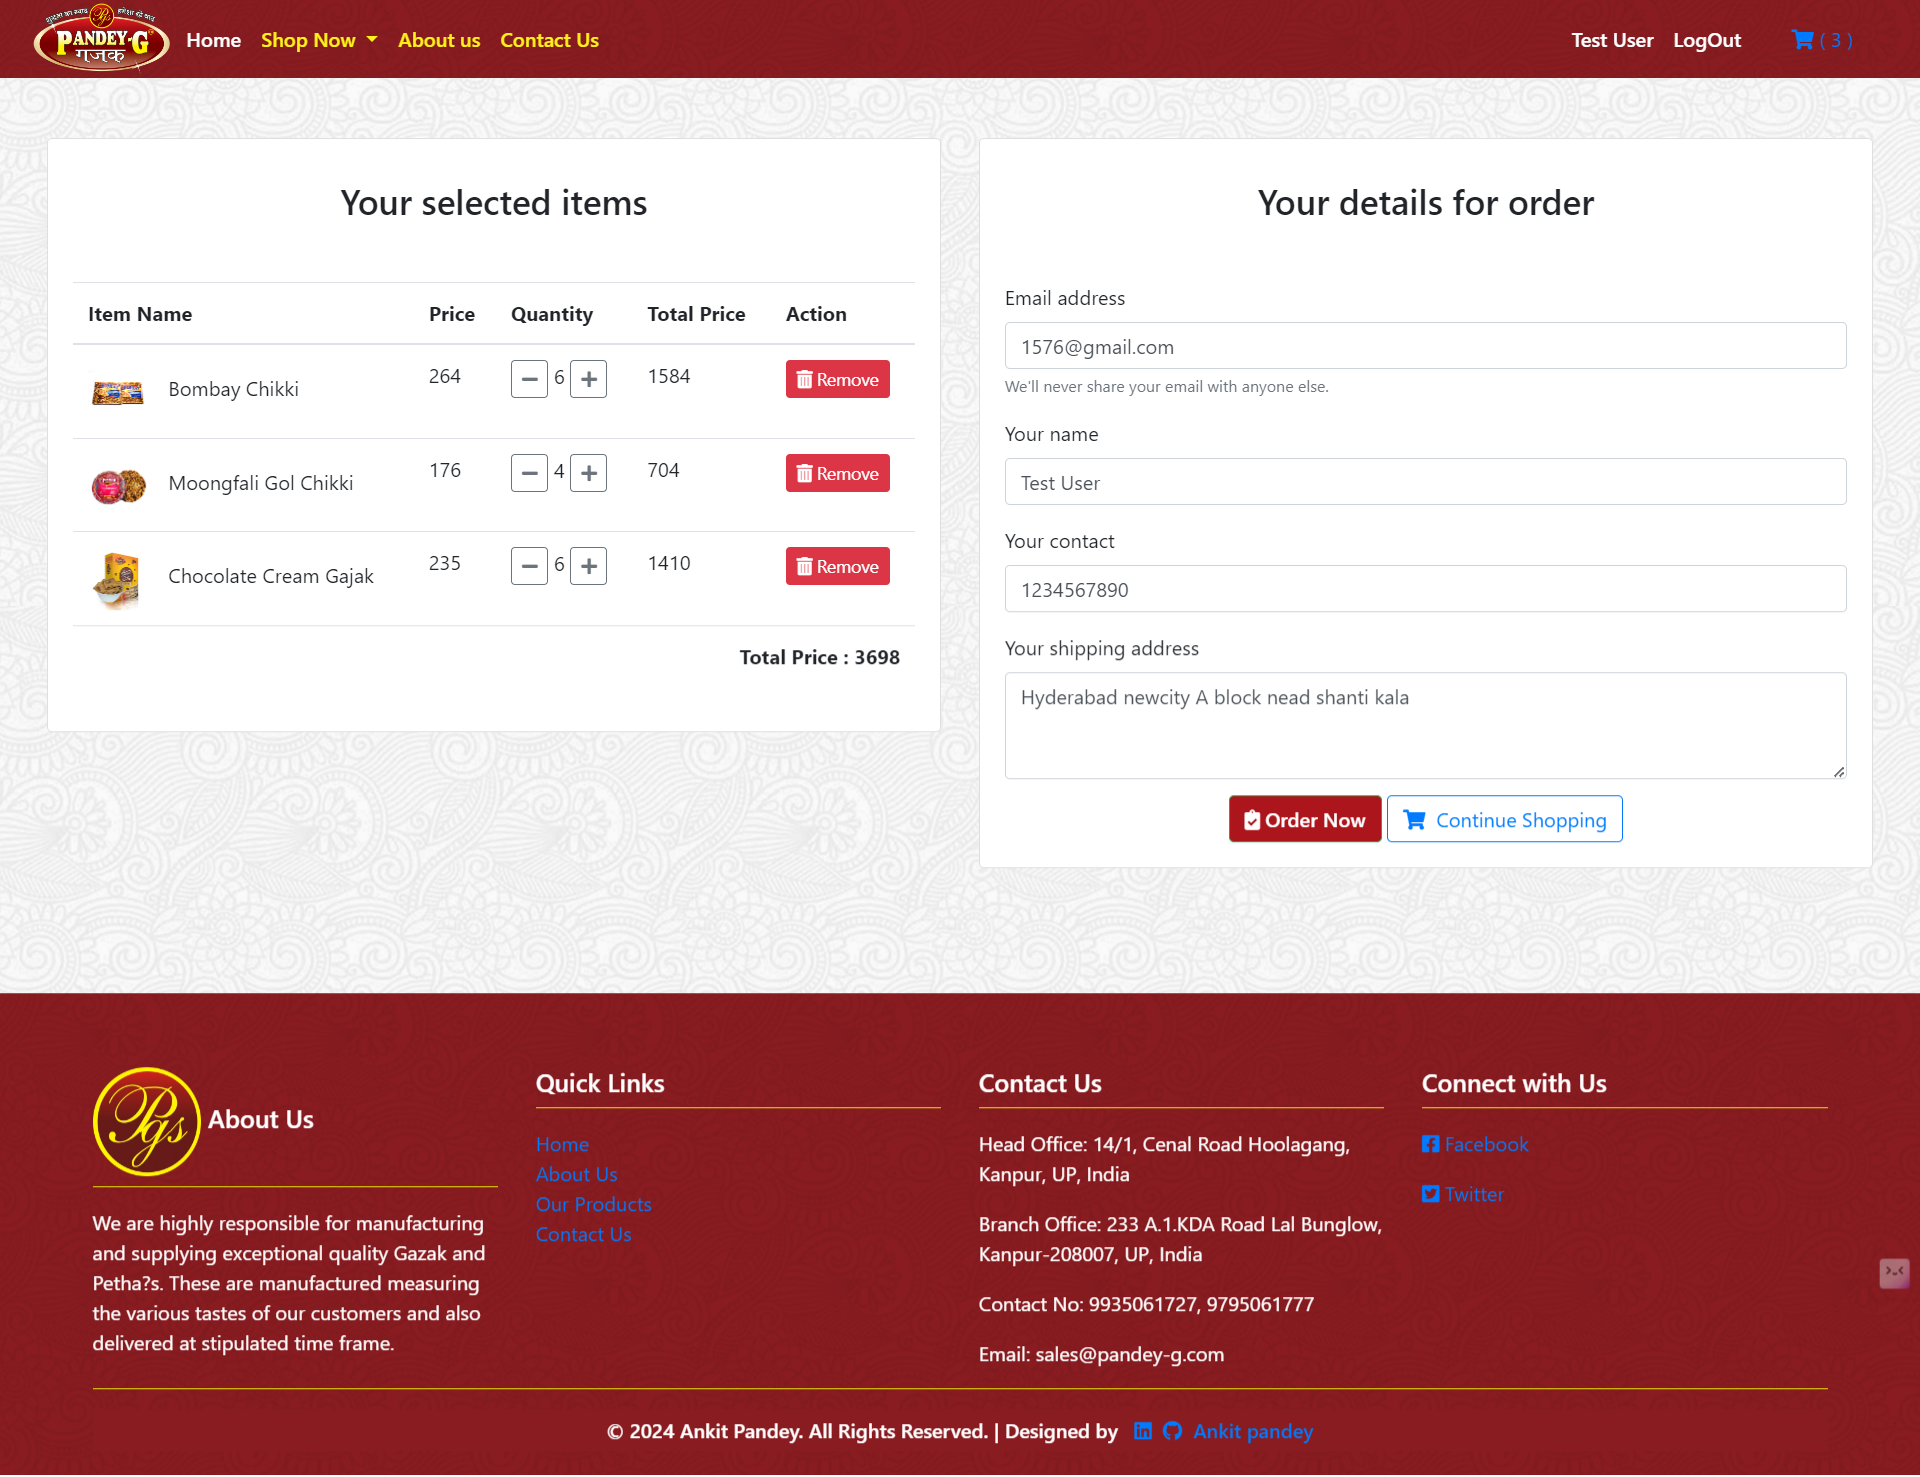 शुद्धता का स्वाद हमेशा रहे याद
Pgs
PANDEY-G
गजक
Home Shop Now About us Contact Us
Test User LogOut ( 3 )
Your selected items
Item Name Price Quantity Total Price Action
Bombay Chikki 264 6 1584 Remove
Moongfali Gol Chikki 176 4 704 Remove
Chocolate Cream Gajak 235 6 1410 Remove
Total Price : 3698
Your details for order
Email address
1576@gmail.com
We'll never share your email with anyone else.
Your name
Test User
Your contact
1234567890
Your shipping address
Hyderabad newcity A block nead shanti kala
Order Now Continue Shopping
Pgs About Us
We are highly responsible for manufacturing
and supplying exceptional quality Gazak and
Petha?s. These are manufactured measuring
the various tastes of our customers and also
delivered at stipulated time frame.
Quick Links
Home
About Us
Our Products
Contact Us
Contact Us
Head Office: 14/1, Cenal Road Hoolagang,
Kanpur, UP, India
Branch Office: 233 A.1.KDA Road Lal Bunglow,
Kanpur-208007, UP, India
Contact No: 9935061727, 9795061777
Email: sales@pandey-g.com
Connect with Us
Facebook
Twitter
© 2024 Ankit Pandey. All Rights Reserved. | Designed by Ankit pandey